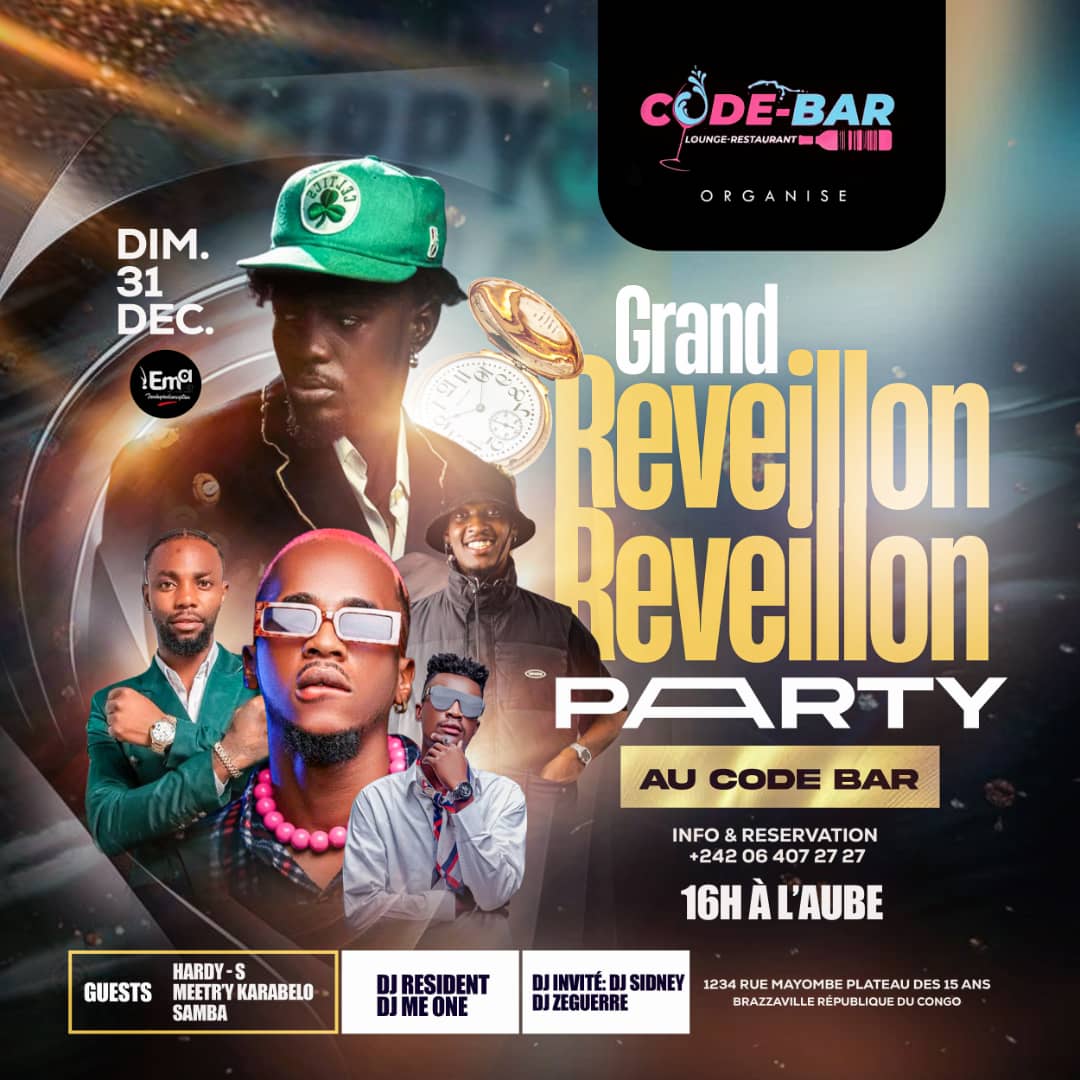 CODE-BAR
LOUNGE-RESTAURANT
ORGANISE
DIM.
31
DEC.
Ema
CELTICS
Grand
Reveillon
Reveillon
PARTY
AU CODE BAR
INFO & RESERVATION
+242 06 407 27 27
16H À L'AUBE
GUESTS
HARDY - S
MEETR'Y KARABELO
SAMBA
DJ RESIDENT
DJ ME ONE
DJ INVITÉ: DJ SIDNEY
DJ ZEGUERRE
1234 RUE MAYOMBE PLATEAU DES 15 ANS
BRAZZAVILLE RÉPUBLIQUE DU CONGO